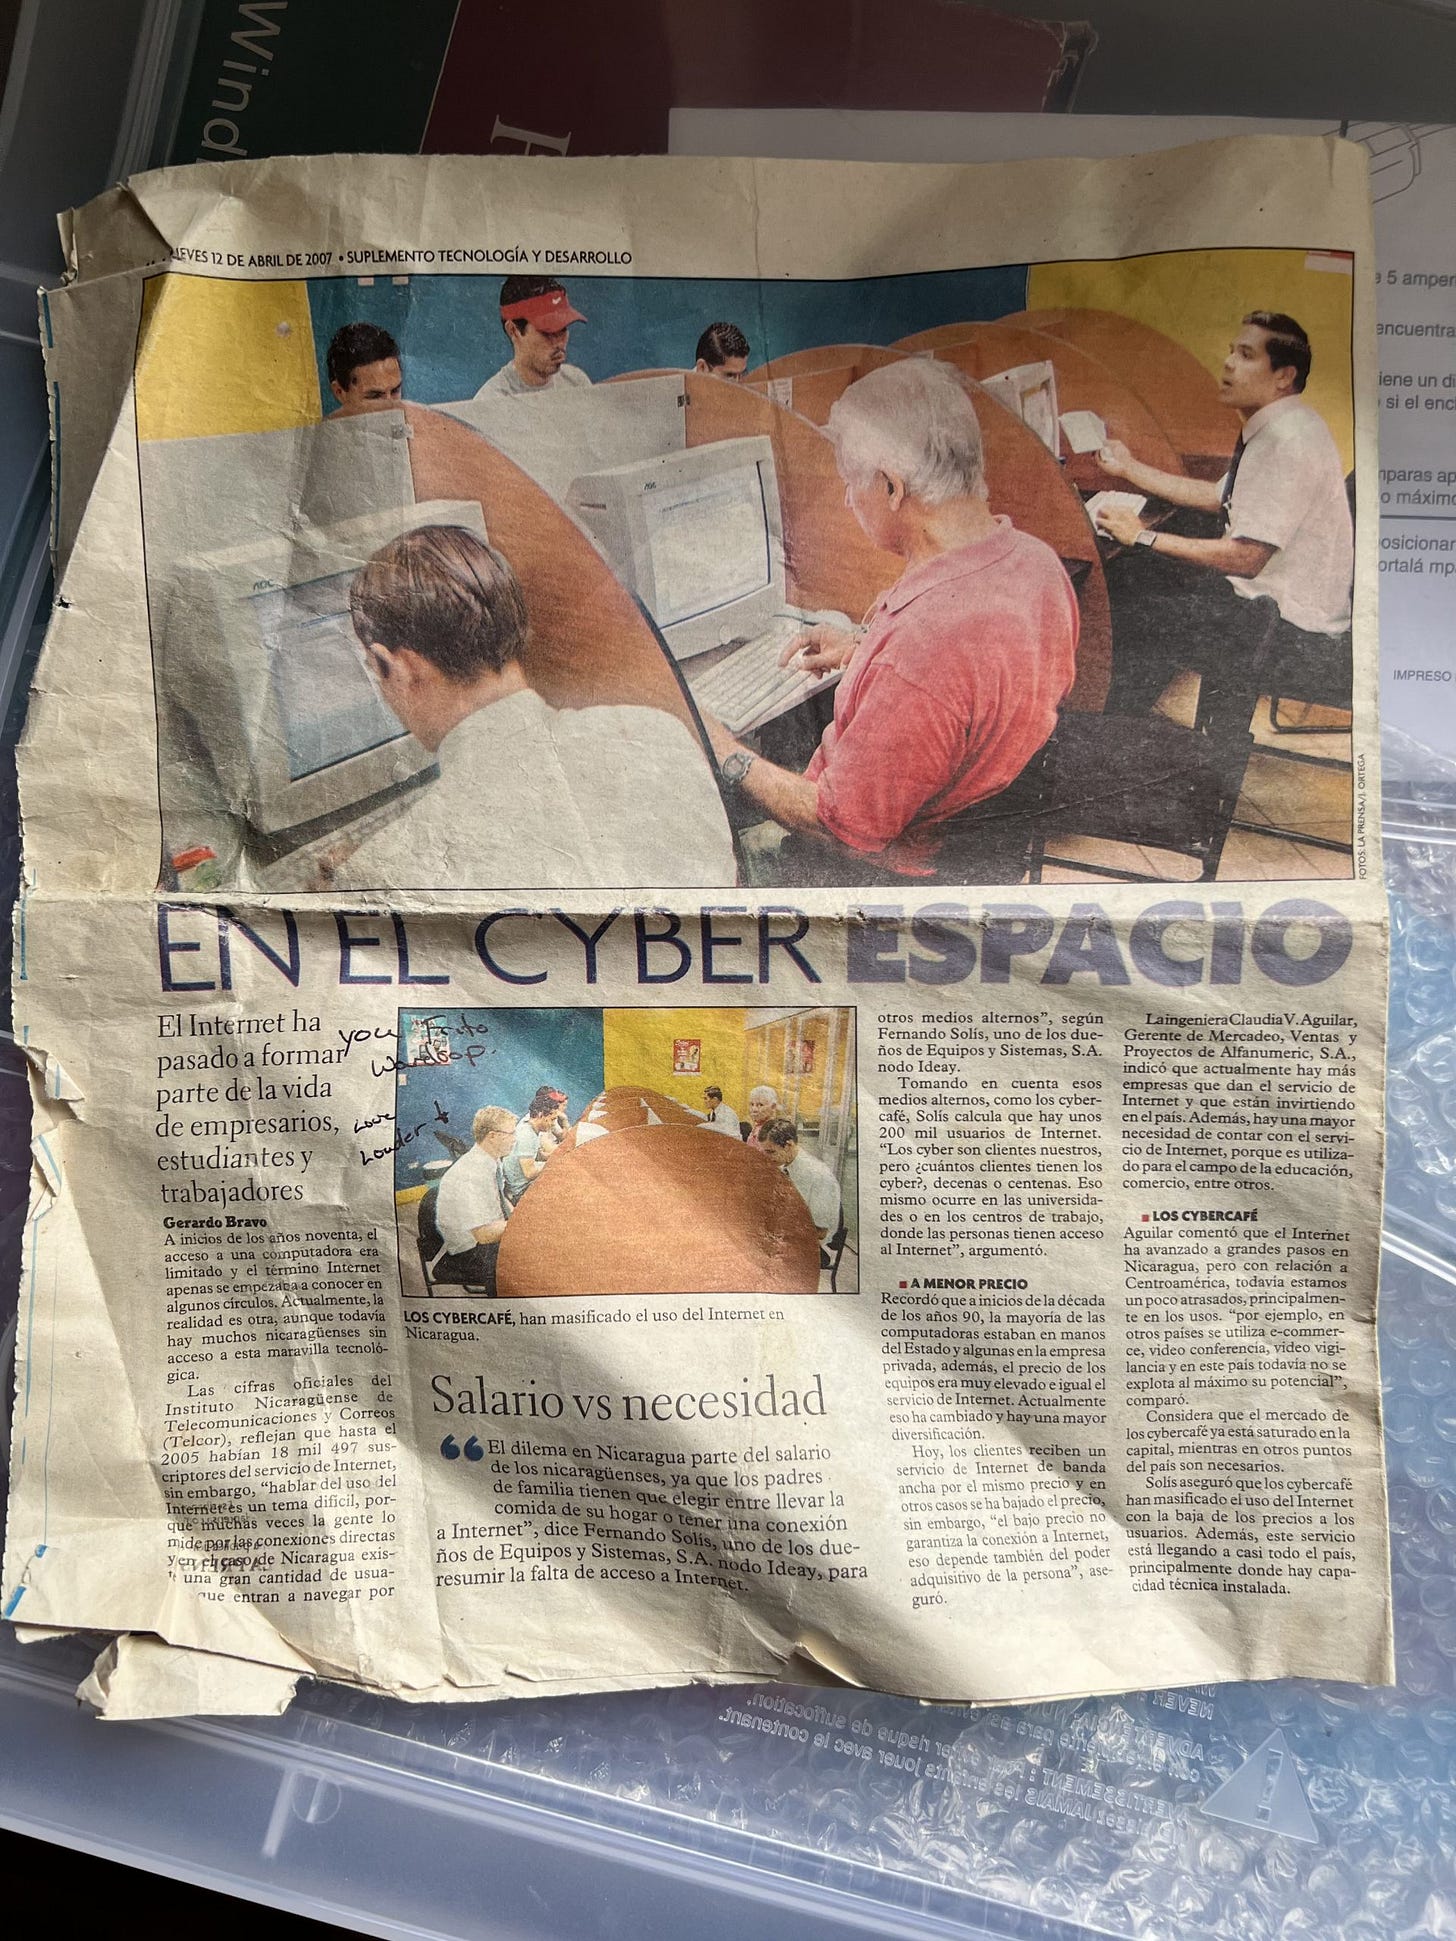 Wind
JUEVES 12 DE ABRIL DE 2007 • SUPLEMENTO TECNOLOGÍA Y DESARROLLO
AOC
AOC
FOTOS: LA PRENSA/J. ORTEGA
EN EL CYBER ESPACIO
El Internet ha
pasado a formar
parte de la vida
de empresarios,
estudiantes y
trabajadores
you Frito
Love
Louder
Gerardo Bravo
A inicios de los años noventa, el
acceso a una computadora era
limitado y el término Internet
apenas se empezaba a conocer en
algunos círculos. Actualmente, la
realidad es otra, aunque todavía
hay muchos nicaragüenses sin
acceso a esta maravilla tecnoló-
gica.
Las cifras oficiales del
Instituto Nicaragüense de
Telecomunicaciones y Correos
(Telcor), reflejan que hasta el
2005 habían 18 mil 497 sus-
criptores del servicio de Internet,
sin embargo, “hablar del uso del
Internet es un tema difícil, por-
que muchas veces la gente lo
mide por las conexiones directas
y en el caso de Nicaragua exis-
una gran cantidad de usua-
que entran a navegar por
LOS CYBERCAFÉ, han masificado el uso del Internet en
Nicaragua.
Salario vs necesidad
“El dilema en Nicaragua parte del salario
de los nicaragüenses, ya que los padres
de familia tienen que elegir entre llevar la
comida de su hogar o tener una conexión
a Internet”, dice Fernando Solís, uno de los due-
ños de Equipos y Sistemas, S.A. nodo Ideay, para
resumir la falta de acceso a Internet.
otros medios alternos”, según
Fernando Solís, uno de los due-
ños de Equipos y Sistemas, S.A.
nodo Ideay.
Tomando en cuenta esos
medios alternos, como los cyber-
café, Solís calcula que hay unos
200 mil usuarios de Internet.
“Los cyber son clientes nuestros,
pero ¿cuántos clientes tienen los
cyber?, decenas o centenas. Eso
mismo ocurre en las universida-
des o en los centros de trabajo,
donde las personas tienen acceso
al Internet”, argumentó.
A MENOR PRECIO
Recordó que a inicios de la década
de los años 90, la mayoría de las
computadoras estaban en manos
del Estado y algunas en la empresa
privada, además, el precio de los
equipos era muy elevado e igual el
servicio de Internet. Actualmente
eso ha cambiado y hay una mayor
diversificación.
Hoy, los clientes reciben un
servicio de Internet de banda
ancha por el mismo precio y en
otros casos se ha bajado el precio,
sin embargo, “el bajo precio no
garantiza la conexión a Internet,
eso depende también del poder
adquisitivo de la persona”, ase-
guró.
La ingeniera Claudia V. Aguilar,
Gerente de Mercadeo, Ventas y
Proyectos de Alfanumeric, S.A.,
indicó que actualmente hay más
empresas que dan el servicio de
Internet y que están invirtiendo
en el país. Además, hay una mayor
necesidad de contar con el servi-
cio de Internet, porque es utiliza-
do para el campo de la educación,
comercio, entre otros.
LOS CYBERCAFÉ
Aguilar comentó que el Internet
ha avanzado a grandes pasos en
Nicaragua, pero con relación a
Centroamérica, todavía estamos
un poco atrasados, principalmen-
te en los usos. “por ejemplo, en
otros países se utiliza e-commer-
ce, video conferencia, video vigi-
lancia y en este país todavía no se
explota al máximo su potencial”,
comparó.
Considera que el mercado de
los cybercafé ya está saturado en la
capital, mientras en otros puntos
del país son necesarios.
Solís aseguró que los cybercafé
han masificado el uso del Internet
con la baja de los precios a los
usuarios. Además, este servicio
está llegando a casi todo el país,
principalmente donde hay capa-
cidad técnica instalada.
5 amper
encuentra
iene un di
si el enc
mparas ap
o máximo
posicionar
IMPRESO
NEVER
risque de suffocation,
jouer avec le contenant.